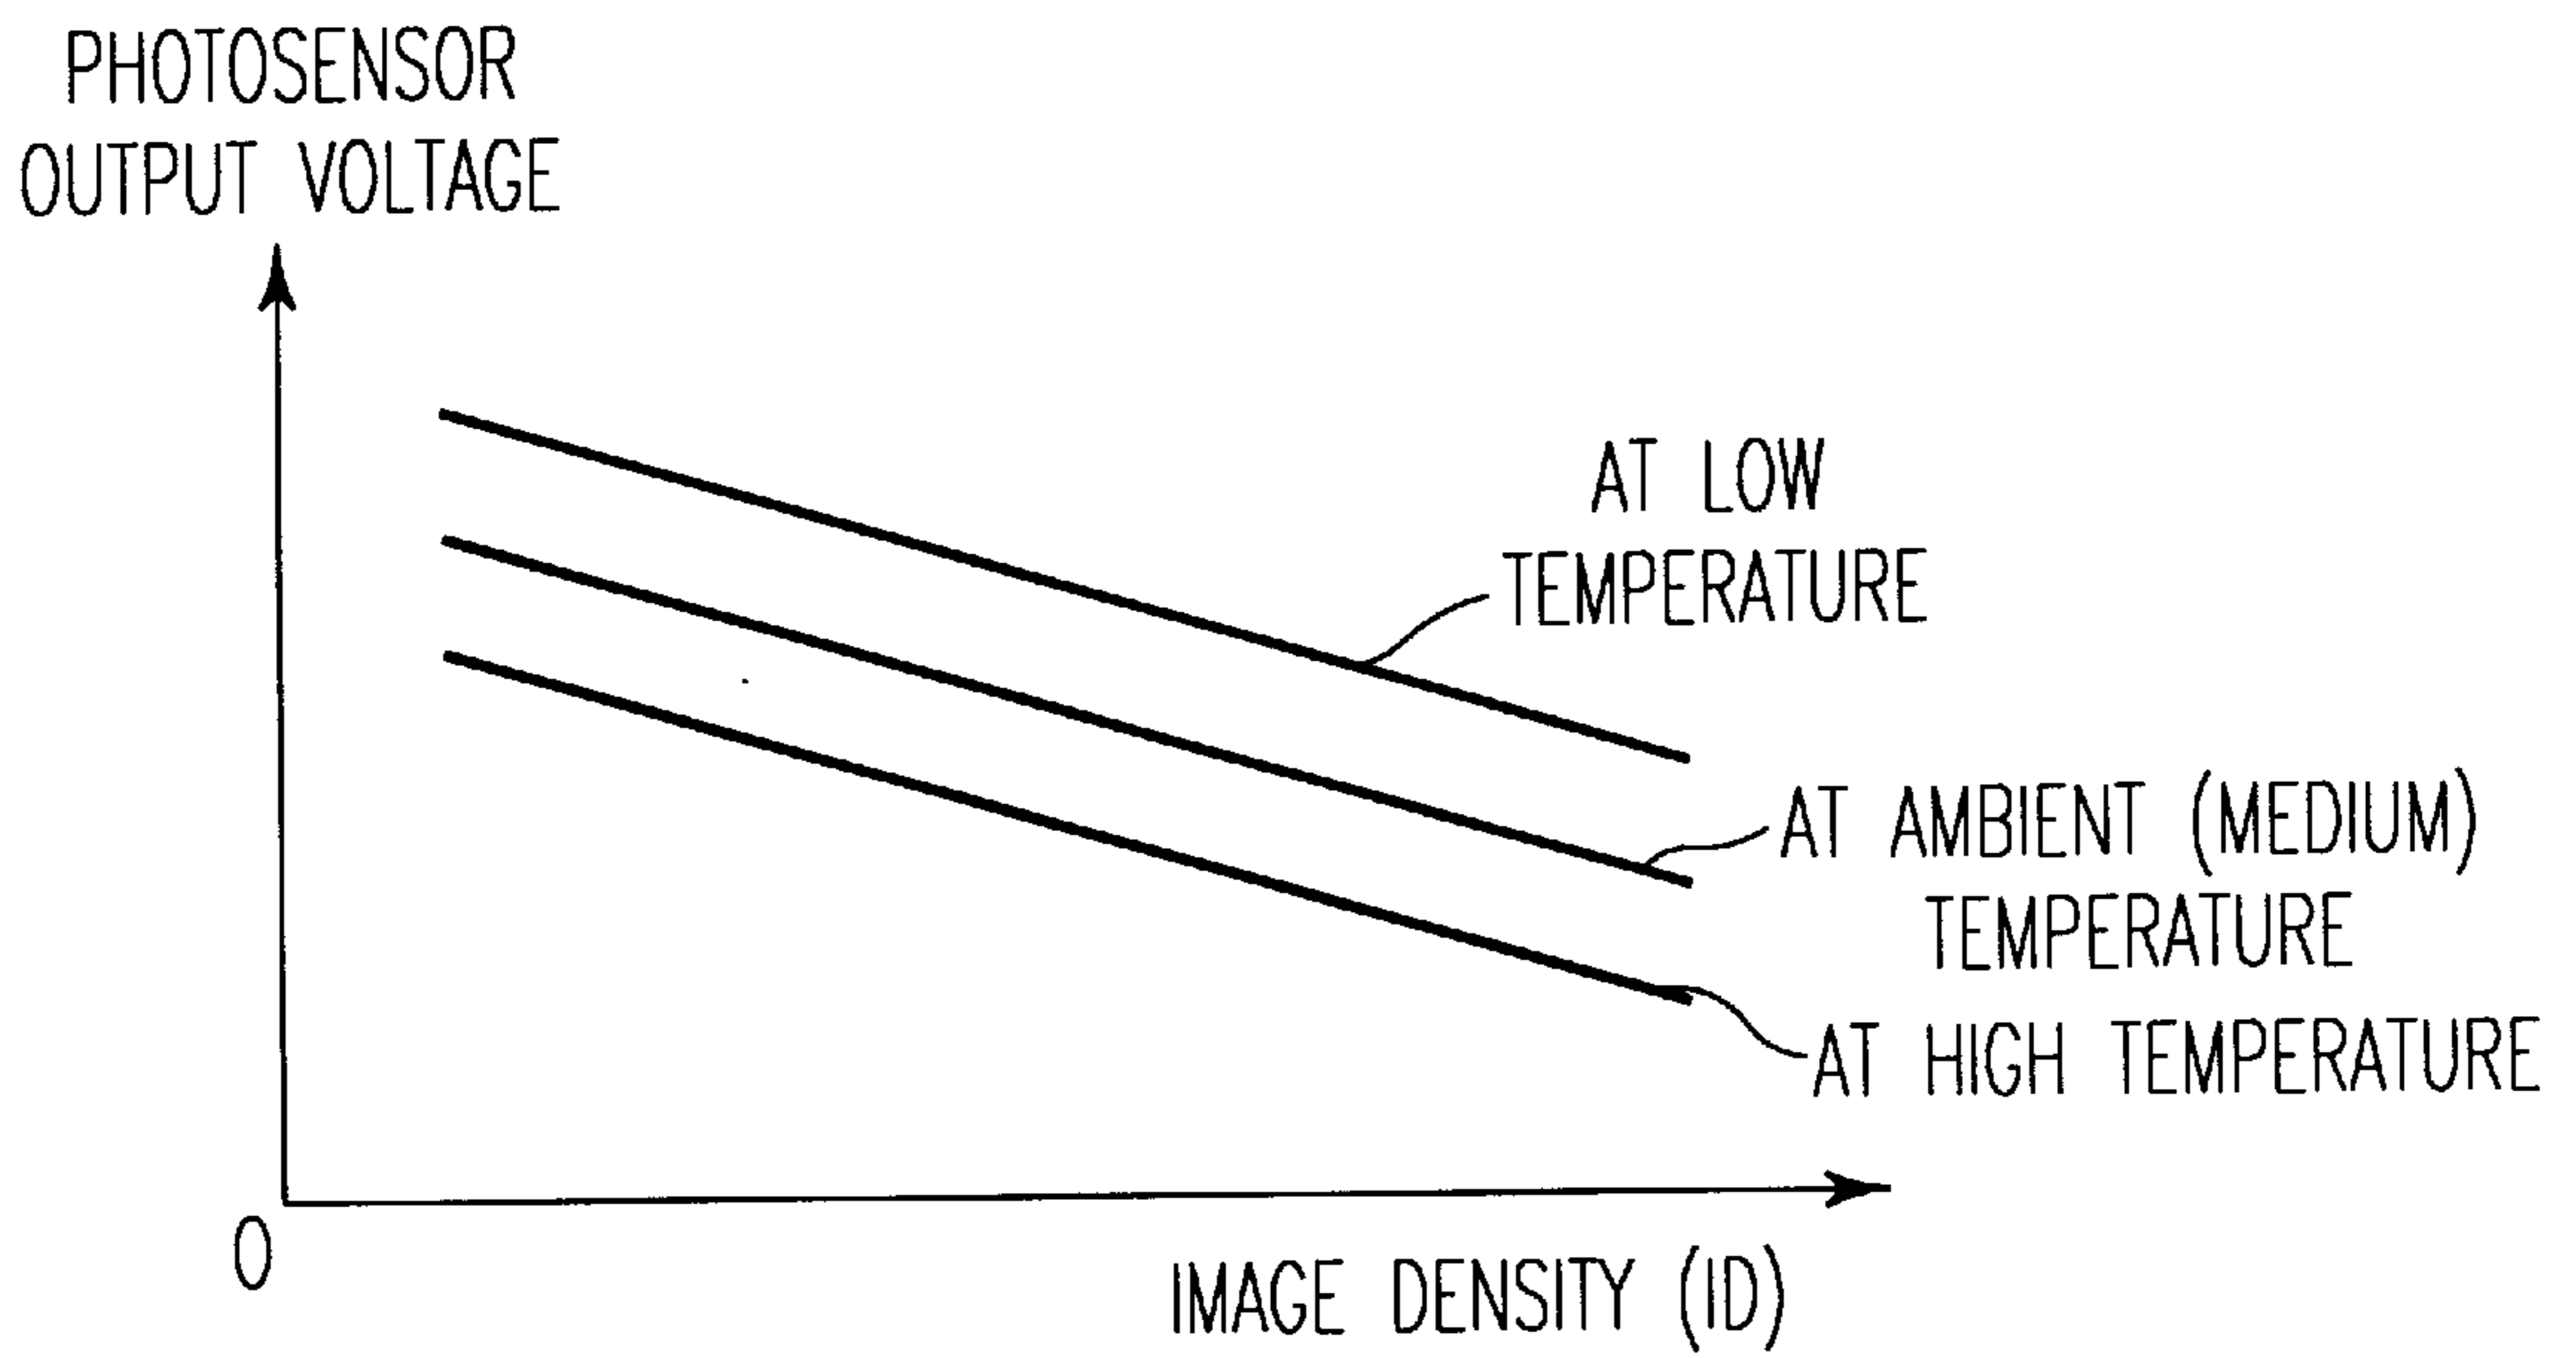 PHOTOSENSOR
OUTPUT VOLTAGE
AT LOW
TEMPERATURE
AT AMBIENT (MEDIUM)
TEMPERATURE
AT HIGH TEMPERATURE
0
IMAGE DENSITY (ID)